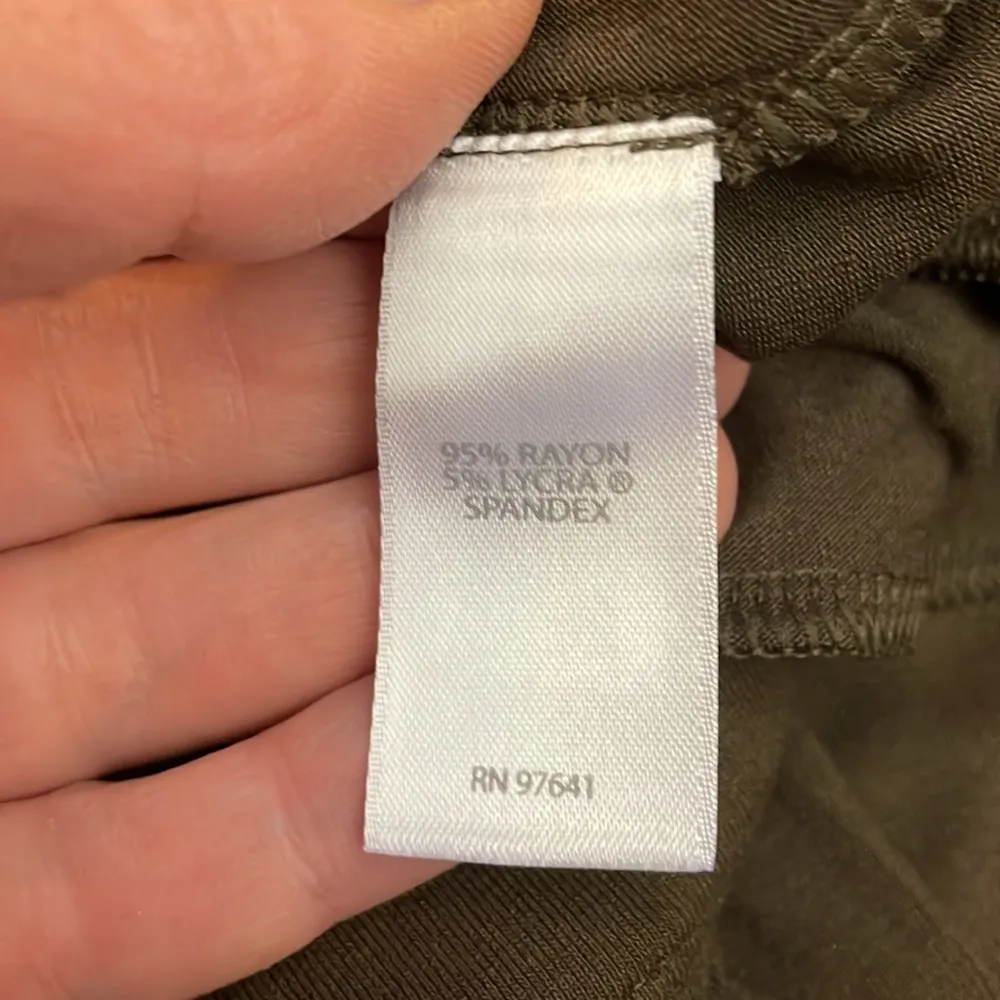 95% RAYON
5% LYCRA ®
SPANDEX
RN 97641